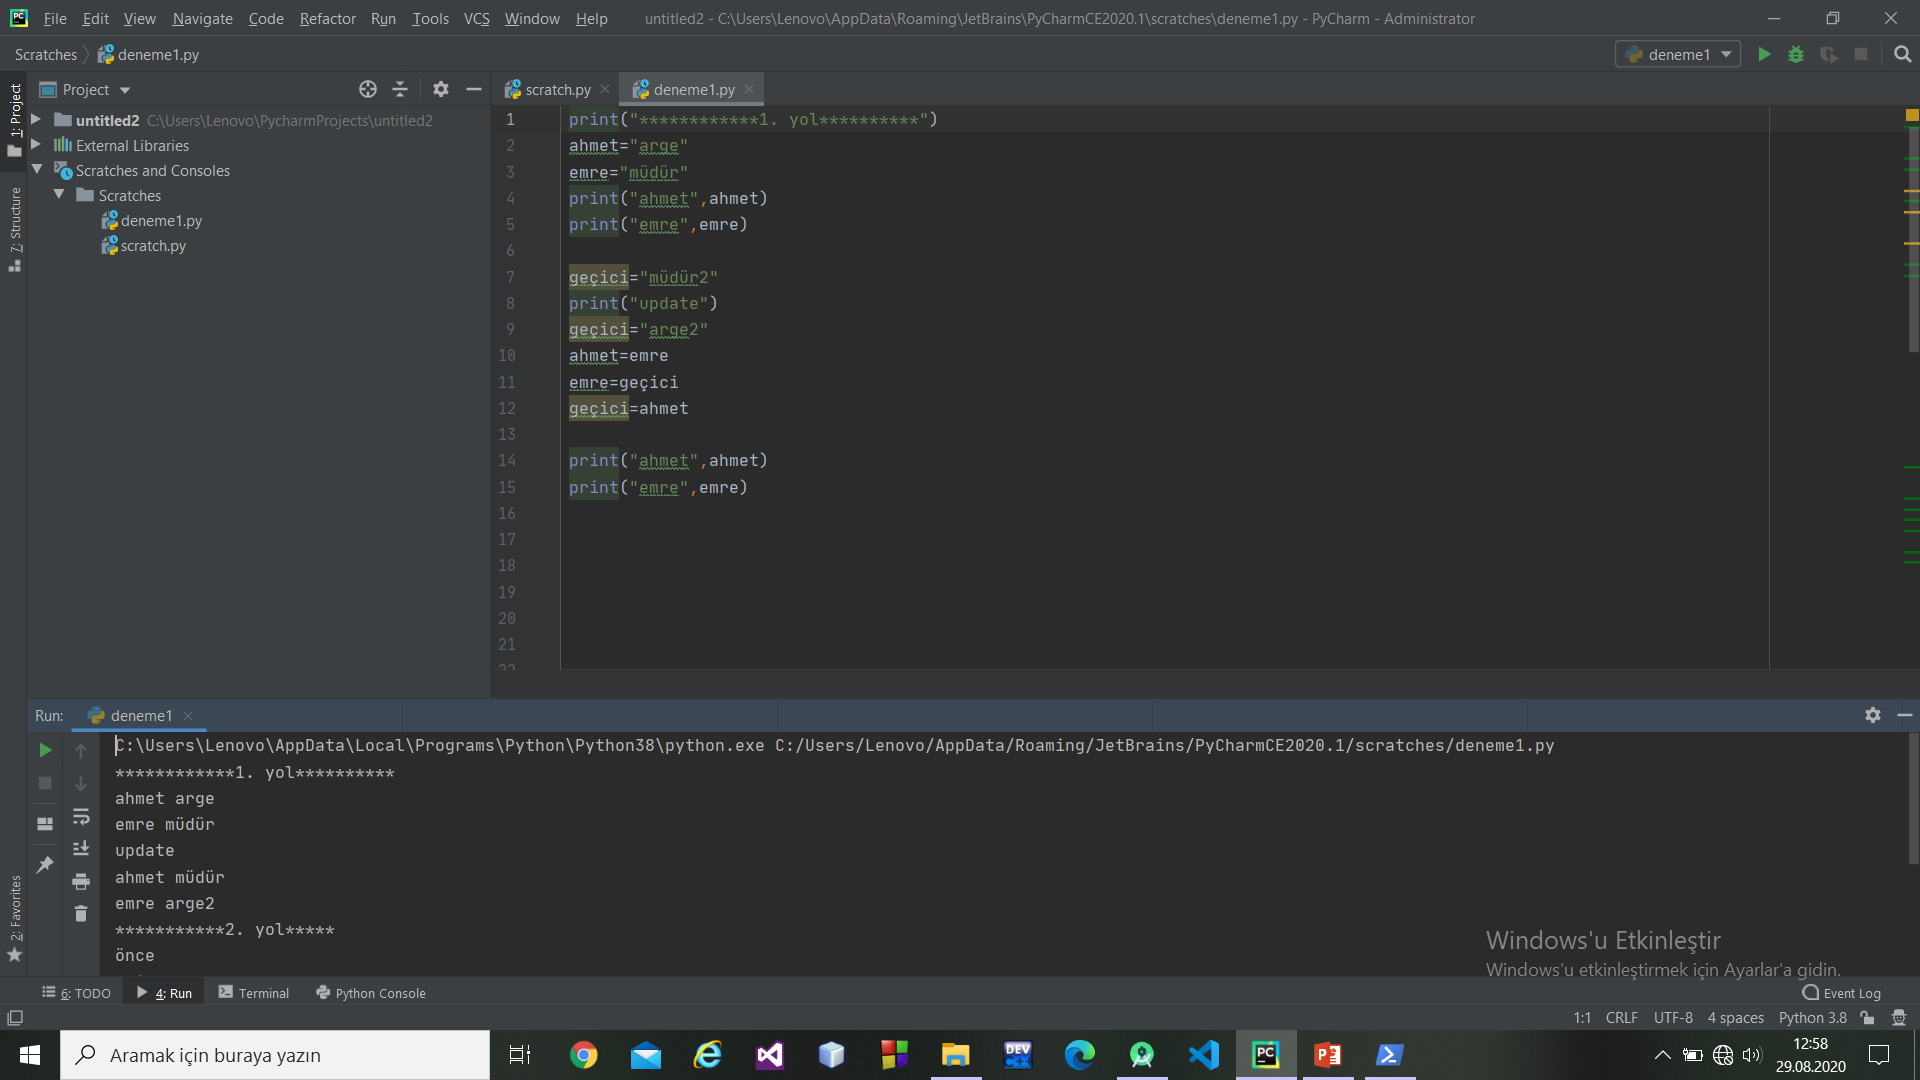 File Edit View Navigate Code Refactor Run Tools VCS Window Help untitled2 - C:\Users\Lenovo\AppData\Roaming\JetBrains\PyCharmCE2020.1\scratches\deneme1.py - PyCharm - Administrator
Scratches deneme1.py deneme1
Project scratch.py deneme1.py
1: Project
7: Structure
2: Favorites
untitled2 C:\Users\Lenovo\PycharmProjects\untitled2
External Libraries
Scratches and Consoles
Scratches
deneme1.py
scratch.py
1 print("************1. yol**********")
2 ahmet="arge"
3 emre="müdür"
4 print("ahmet",ahmet)
5 print("emre",emre)
6
7 geçici="müdür2"
8 print("update")
9 geçici="arge2"
10 ahmet=emre
11 emre=geçici
12 geçici=ahmet
13
14 print("ahmet",ahmet)
15 print("emre",emre)
16
17
18
19
20
21
Run: deneme1
C:\Users\Lenovo\AppData\Local\Programs\Python\Python38\python.exe C:/Users/Lenovo/AppData/Roaming/JetBrains/PyCharmCE2020.1/scratches/deneme1.py
************1. yol**********
ahmet arge
emre müdür
update
ahmet müdür
emre arge2
***********2. yol*****
önce
Windows'u Etkinleştir
Windows'u etkinleştirmek için Ayarlar'a gidin.
6: TODO 4: Run Terminal Python Console Event Log
1:1 CRLF UTF-8 4 spaces Python 3.8
Aramak için buraya yazın
DEV C++
PC
12:58
29.08.2020